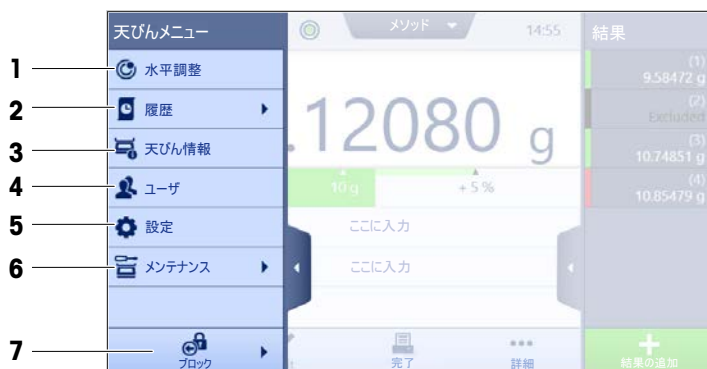 天びんメニュー
メソッド
14:55
結果
1
水平調整
(1)
9.58472 g
2
履歴
(2)
Excluded
.12080 g
3
天びん情報
(3)
10.74851 g
4
ユーザ
10 g
+ 5 %
(4)
10.85479 g
5
設定
ここに入力
6
メンテナンス
ここに入力
7
ブロック
完了
詳細
結果の追加